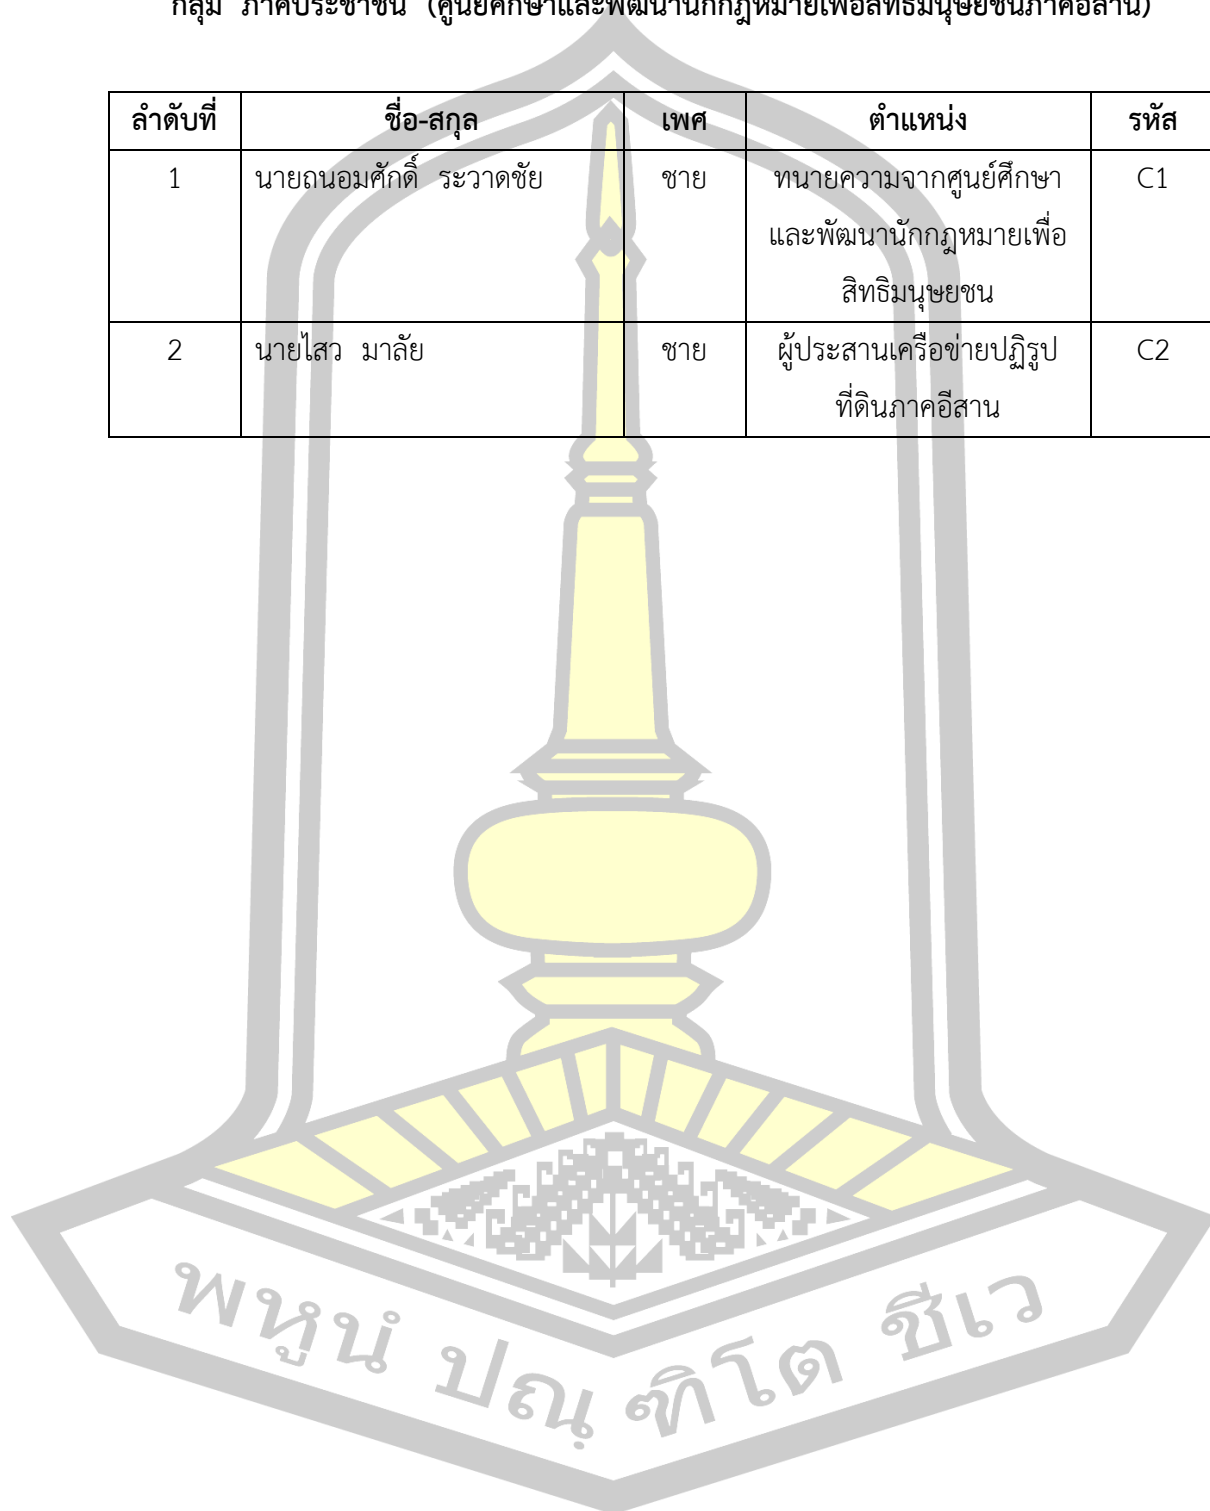 กลุ่ม ภาคประชาชน (ศูนย์ศึกษาและพัฒนานักกฎหมายเพื่อสิทธิมนุษยชนภาคอีสาน)
ลำดับที่ ชื่อ-สกุล เพศ ตำแหน่ง รหัส
1 นายถนอมศักดิ์ ระวาดชัย ชาย ทนายความจากศูนย์ศึกษา C1
และพัฒนานักกฎหมายเพื่อ
สิทธิมนุษยชน
2 นายไสว มาลัย ชาย ผู้ประสานเครือข่ายปฏิรูป C2
ที่ดินภาคอีสาน
พหูนํ ปณฺฑิโต ชีเว